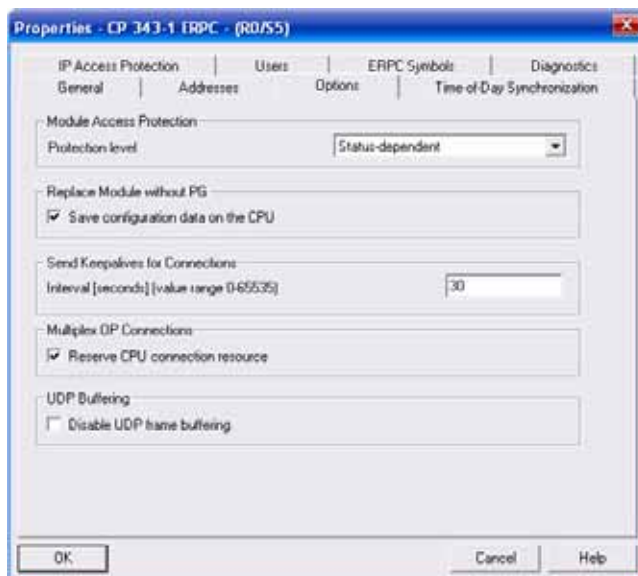 Properties - CP 343-1 ERPC - (R0/S5)
IP Access Protection Users ERPC Symbols Diagnostics
General Addresses Options Time-of-Day Synchronization
Module Access Protection
Protection level Status-dependent
Replace Module without PG
Save configuration data on the CPU
Send Keepalives for Connections
Interval [seconds] (value range 0-65535) 30
Multiplex OP Connections
Reserve CPU connection resource
UDP Buffering
Disable UDP frame buffering
OK Cancel Help